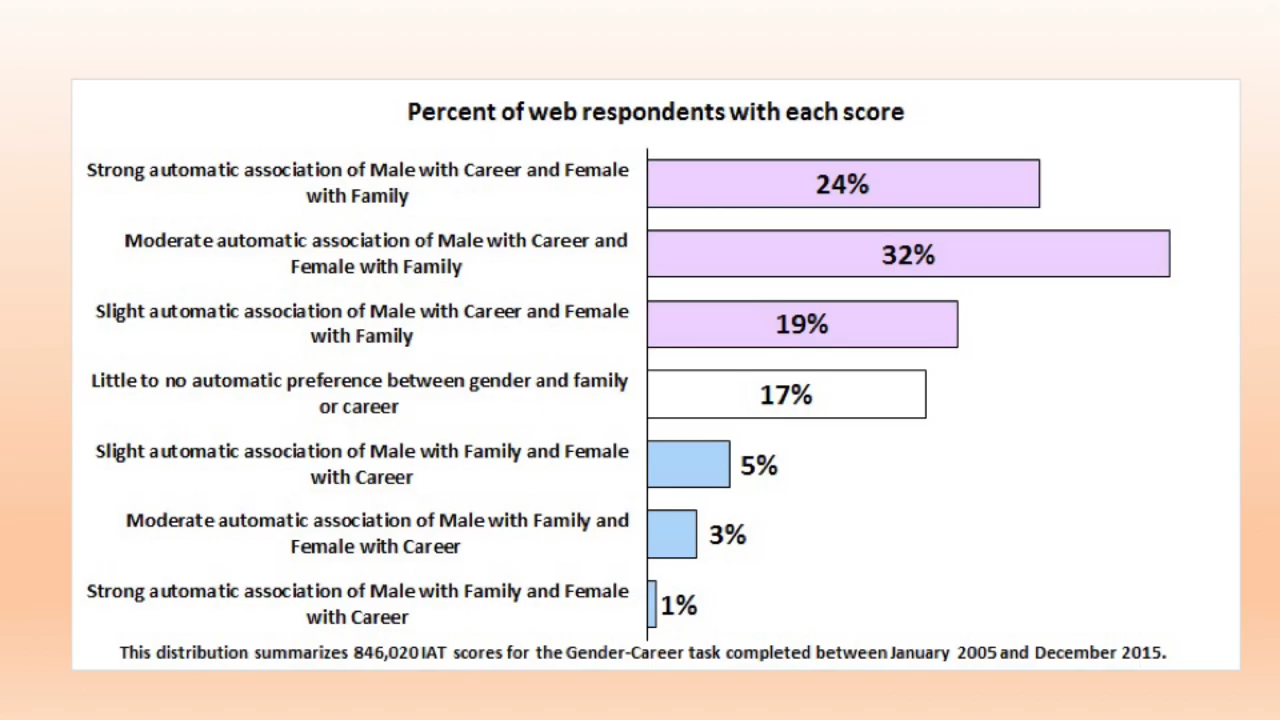 Percent of web respondents with each score
Strong automatic association of Male with Career and Female
with Family
24%
Moderate automatic association of Male with Career and
Female with Family
32%
Slight automatic association of Male with Career and Female
with Family
19%
Little to no automatic preference between gender and family
or career
17%
Slight automatic association of Male with Family and Female
with Career
5%
Moderate automatic association of Male with Family and
Female with Career
3%
Strong automatic association of Male with Family and Female
with Career
1%
This distribution summarizes 846,020 IAT scores for the Gender-Career task completed between January 2005 and December 2015.